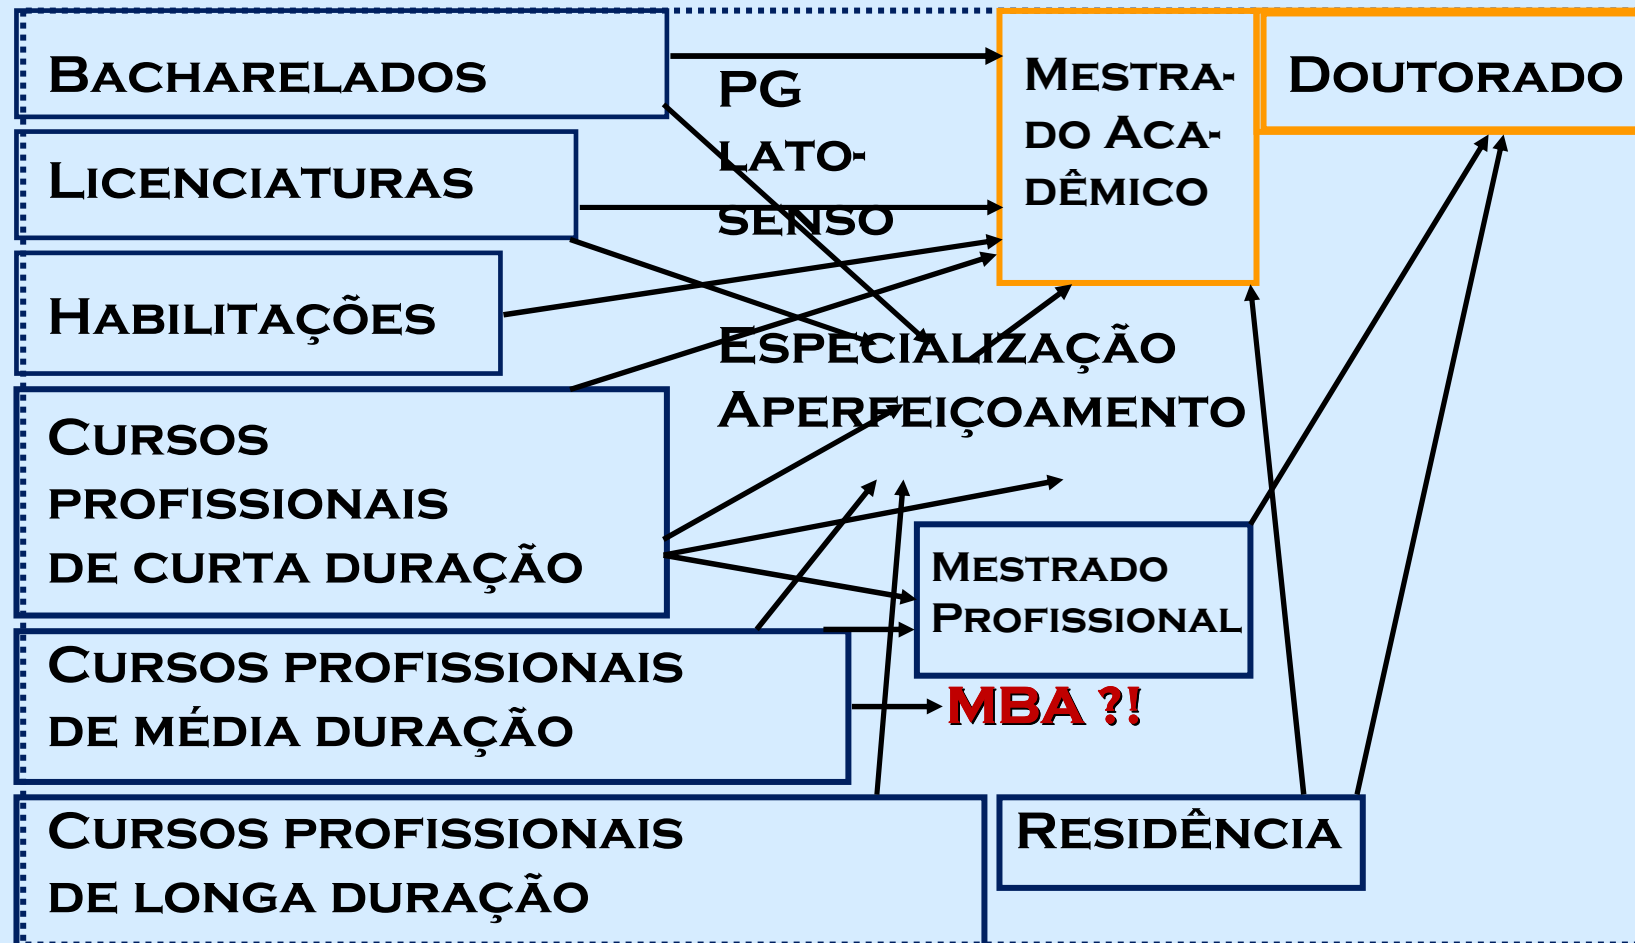 Bacharelados
Licenciaturas
Habilitações
Cursos
profissionais
de curta duração
Cursos profissionais
de média duração
Cursos profissionais
de longa duração
PG
lato-
senso
Especialização
Aperfeiçoamento
Mestra-
do Aca-
dêmico
Doutorado
Mestrado
Profissional
MBA ?!
Residência